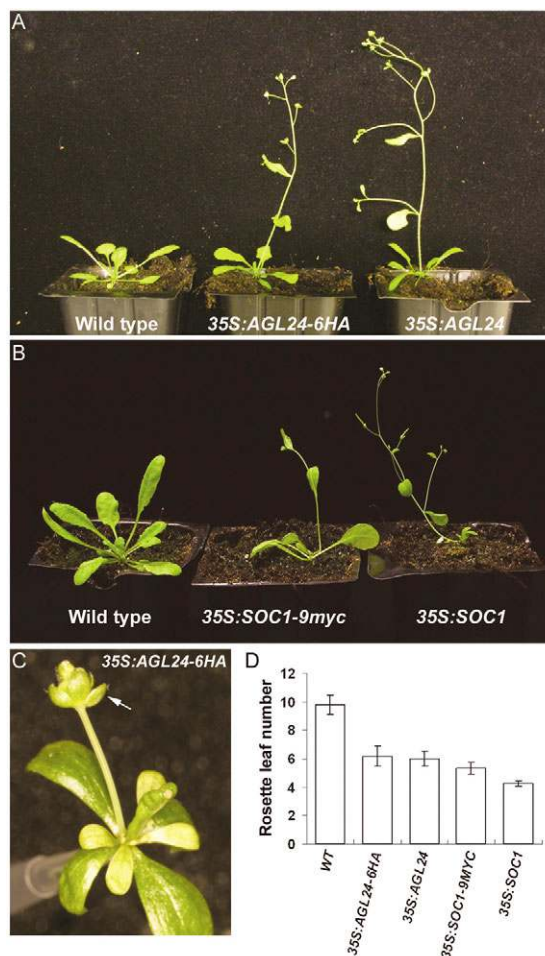 A
Wild type 35S:AGL24-6HA 35S:AGL24
B
Wild type 35S:SOC1-9myc 35S:SOC1
C 35S:AGL24-6HA
D
Rosette leaf number
12
10
8
6
4
2
0
WT
35S:AGL24-6HA
35S:AGL24
35S:SOC1-9MYC
35S:SOC1